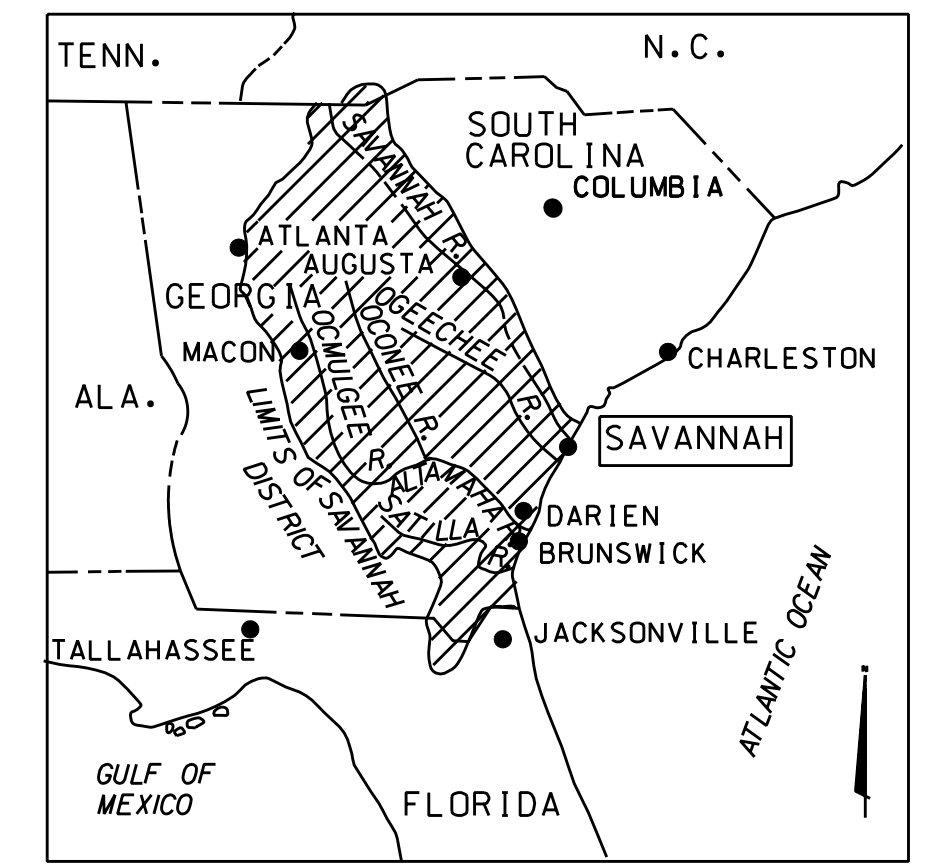 TENN.
N.C.
SOUTH
CAROLINA
COLUMBIA
SAVANNAH R.
ATLANTA
AUGUSTA
GEORGIA
OGEECHEE R.
OCONEE R.
OCMULGEE R.
MACON
CHARLESTON
ALA.
LIMITS OF SAVANNAH
DISTRICT
SAVANNAH
ALTAMAHA R.
SATILLA
DARIEN
BRUNSWICK
ATLANTIC OCEAN
JACKSONVILLE
TALLAHASSEE
N
GULF OF
MEXICO
FLORIDA